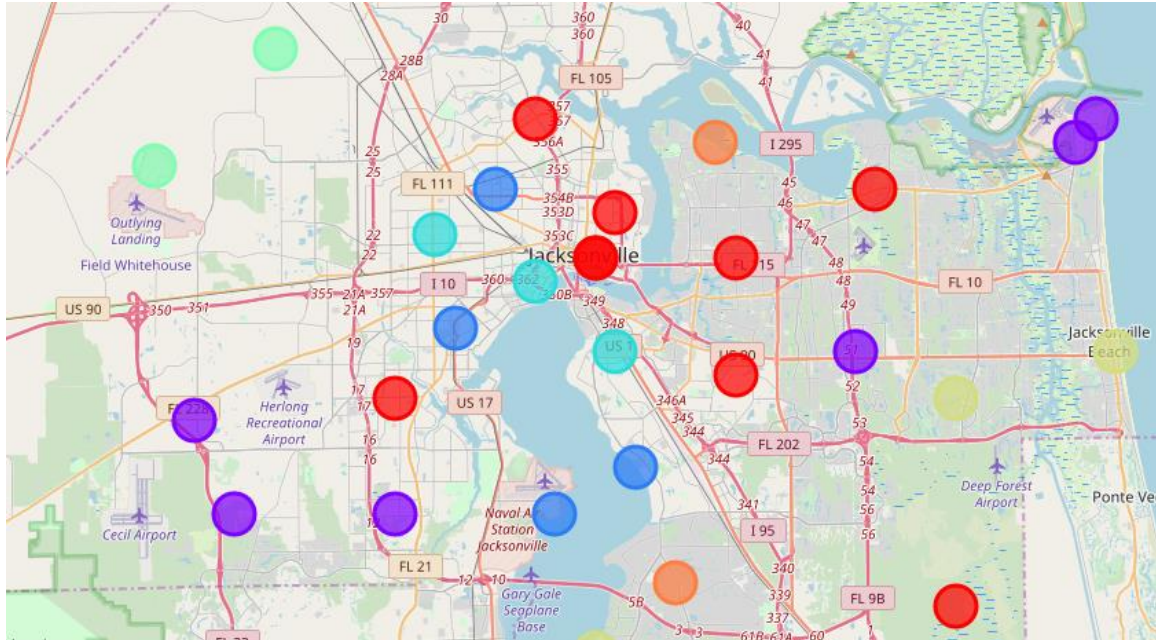 30
360
360
40
41
41
28B
28A
FL 105
357
357
356A
I 295
25
25
355
FL 111
45
46
354B
353D
Outlying
Landing
22
22
353C
47
47
Jacksonville
Field Whitehouse
FL 115
48
48
I 10
360
362
FL 10
US 90
350
351
355
21A
357
21A
350B
349
49
348
19
US 1
Jacksonville
Beach
US 90
51
17
17
52
Herlong
Recreational
Airport
US 17
346A
345
344
FL 228
16
16
FL 202
53
344
54
Deep Forest
Airport
54
341
56
56
Ponte Ve
Cecil Airport
Naval Air
Station
Jacksonville
I 95
FL 21
12
10
340
339
337
Gary Gale
Seaplane
Base
5B
FL 9B
3
3
61B
61A
60
1
FL 23